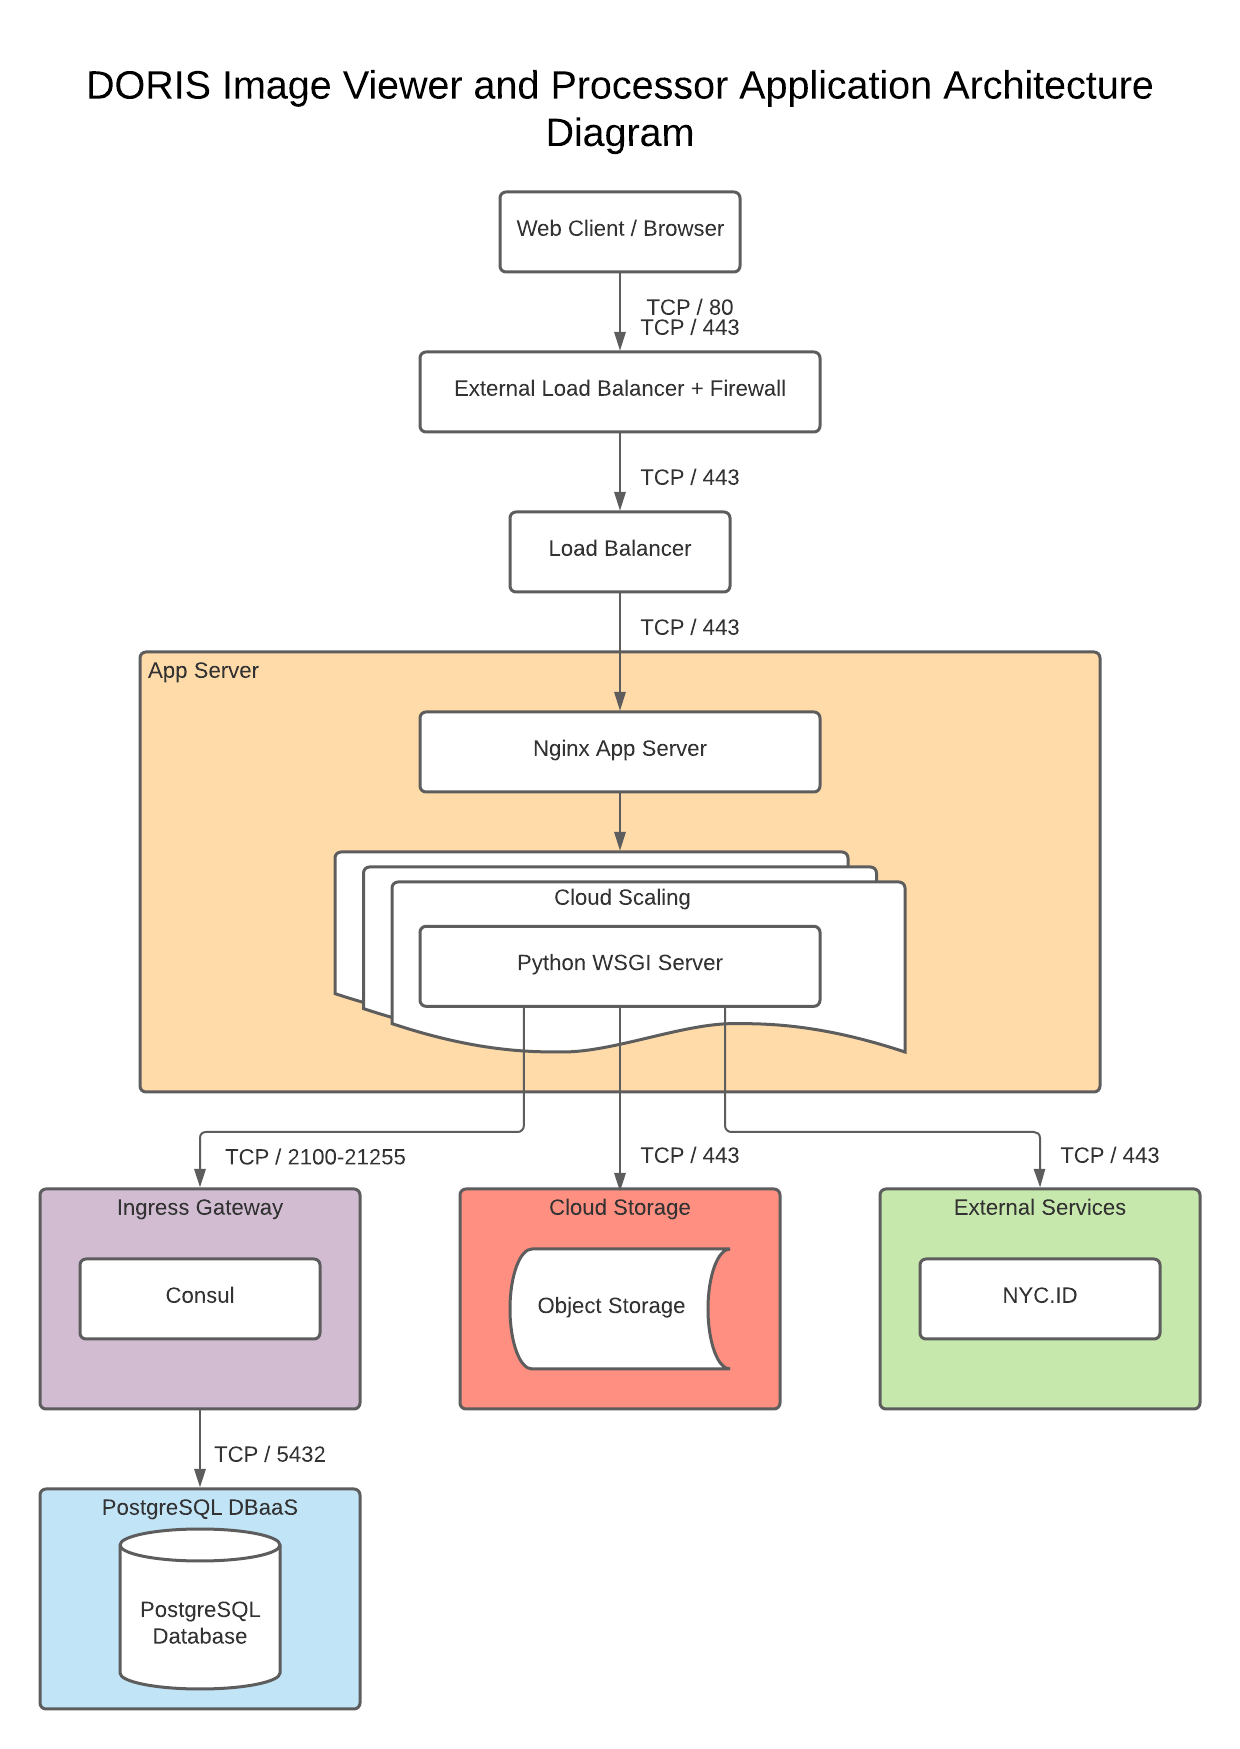 DORIS Image Viewer and Processor Application Architecture
Diagram
Web Client / Browser
TCP / 80
TCP / 443
External Load Balancer + Firewall
TCP / 443
Load Balancer
TCP / 443
App Server
Nginx App Server
Cloud Scaling
Python WSGI Server
TCP / 2100-21255
TCP / 443
TCP / 443
Ingress Gateway
Consul
Cloud Storage
Object Storage
External Services
NYC.ID
TCP / 5432
PostgreSQL DBaaS
PostgreSQL
Database